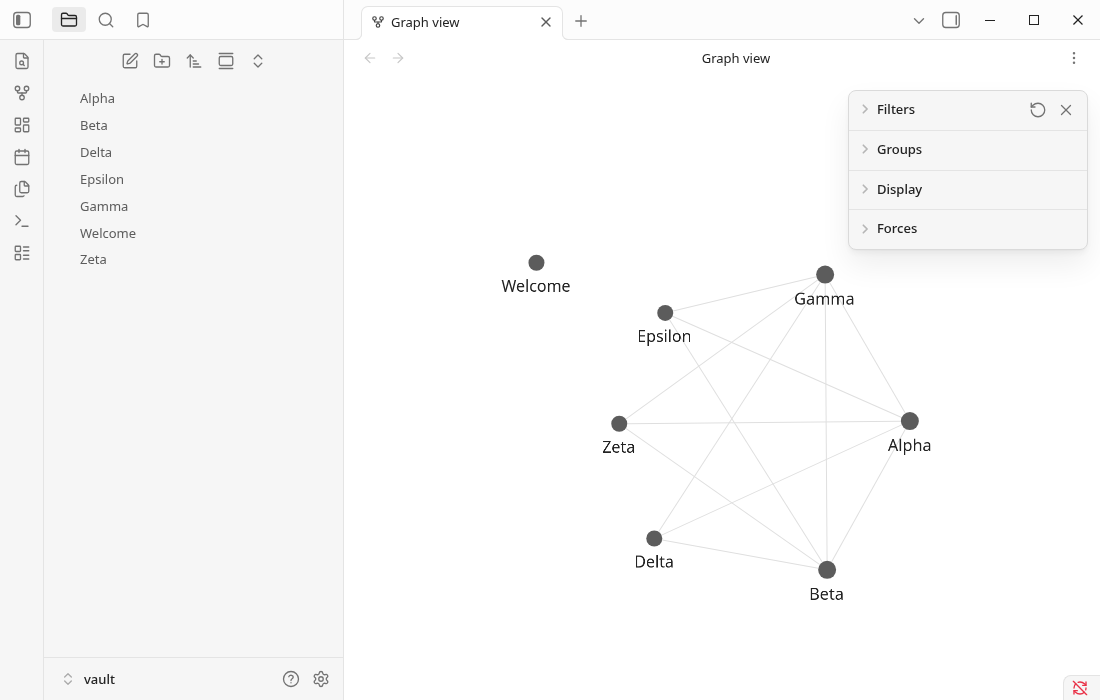 Graph view
Graph view
Alpha
Beta
Delta
Epsilon
Gamma
Welcome
Zeta
Filters
Groups
Display
Forces
Welcome
Gamma
Epsilon
Zeta
Alpha
Delta
Beta
vault